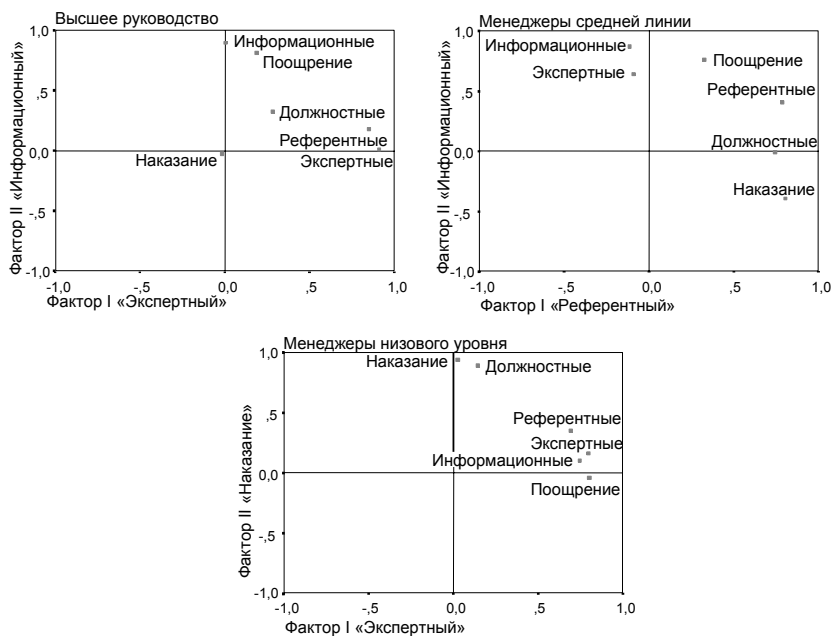 Высшее руководство
1,0
Информационные
Поощрение
,5
Должностные
Референтные
0,0
Наказание
Экспертные
-,5
-1,0
Фактор II «Информационный»
-1,0 -,5 0,0 ,5 1,0
Фактор I «Экспертный»
Менеджеры средней линии
1,0
Информационные
Поощрение
Экспертные
,5
Референтные
Должностные
0,0
Наказание
-,5
-1,0
Фактор II «Информационный»
-1,0 -,5 0,0 ,5 1,0
Фактор I «Референтный»
Менеджеры низового уровня
1,0
Наказание
Должностные
,5
Референтные
Экспертные
Информационные
0,0
Поощрение
-,5
-1,0
Фактор II «Наказание»
-1,0 -,5 0,0 ,5 1,0
Фактор I «Экспертный»